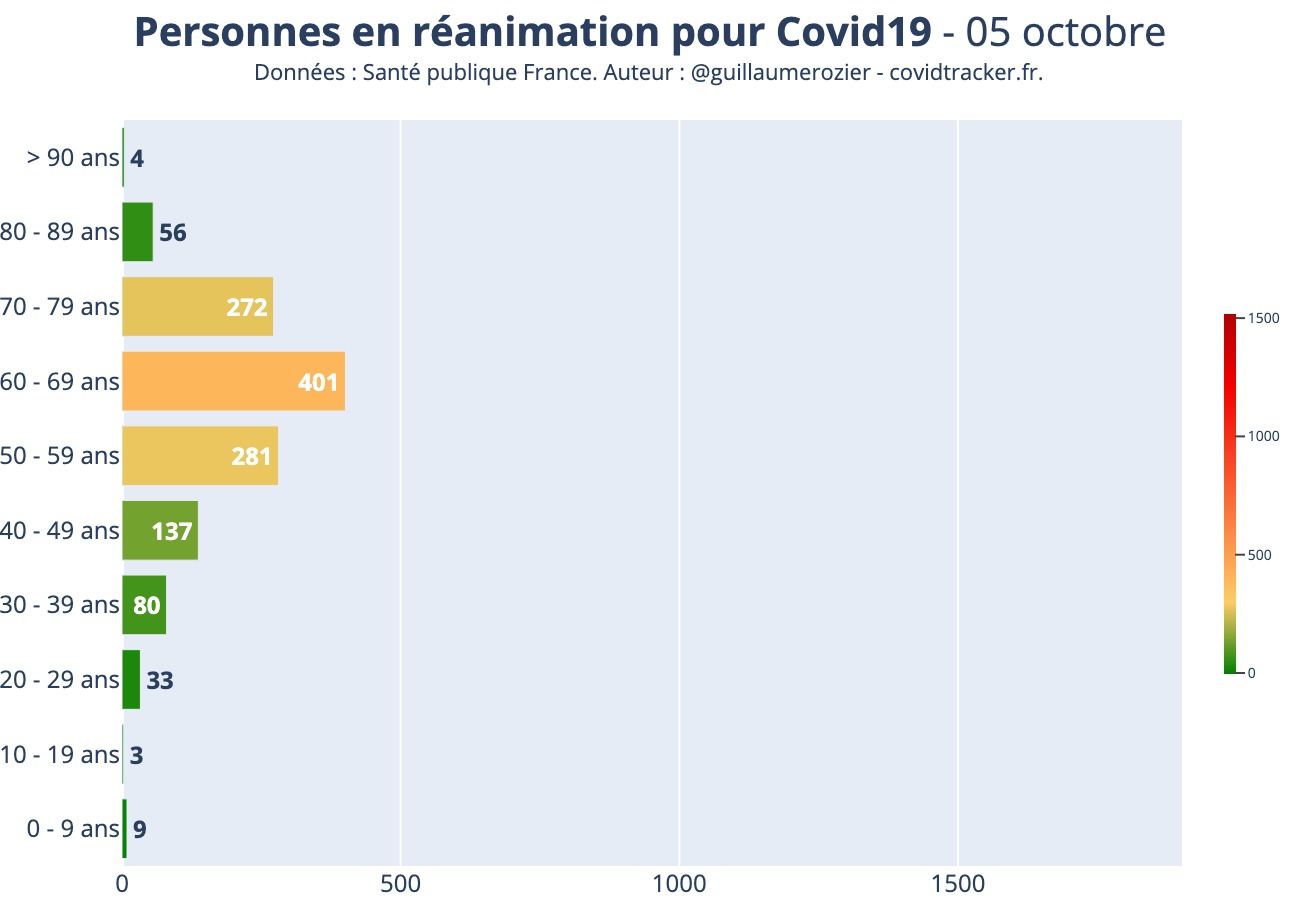 Personnes en réanimation pour Covid19 - 05 octobre
Données : Santé publique France. Auteur : @guillaumerozier - covidtracker.fr.
> 90 ans 4
80 - 89 ans 56
70 - 79 ans 272
60 - 69 ans 401
50 - 59 ans 281
40 - 49 ans 137
30 - 39 ans 80
20 - 29 ans 33
10 - 19 ans 3
0 - 9 ans 9
0 500 1000 1500
1500
1000
500
0